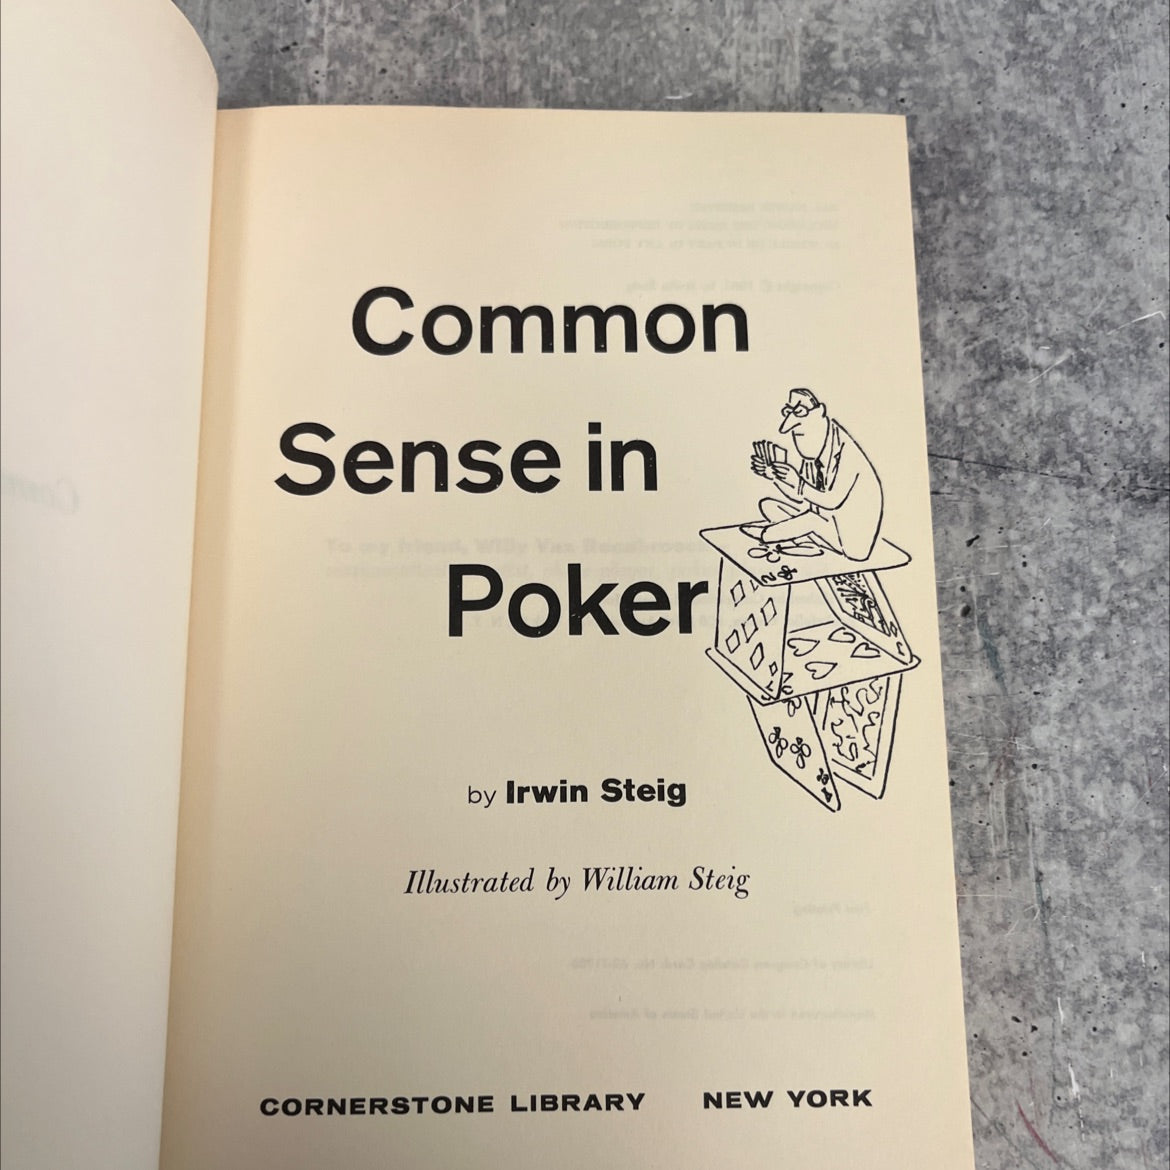 Common
Sense in
Poker
by Irwin Steig
Illustrated by William Steig
CORNERSTONE LIBRARY NEW YORK